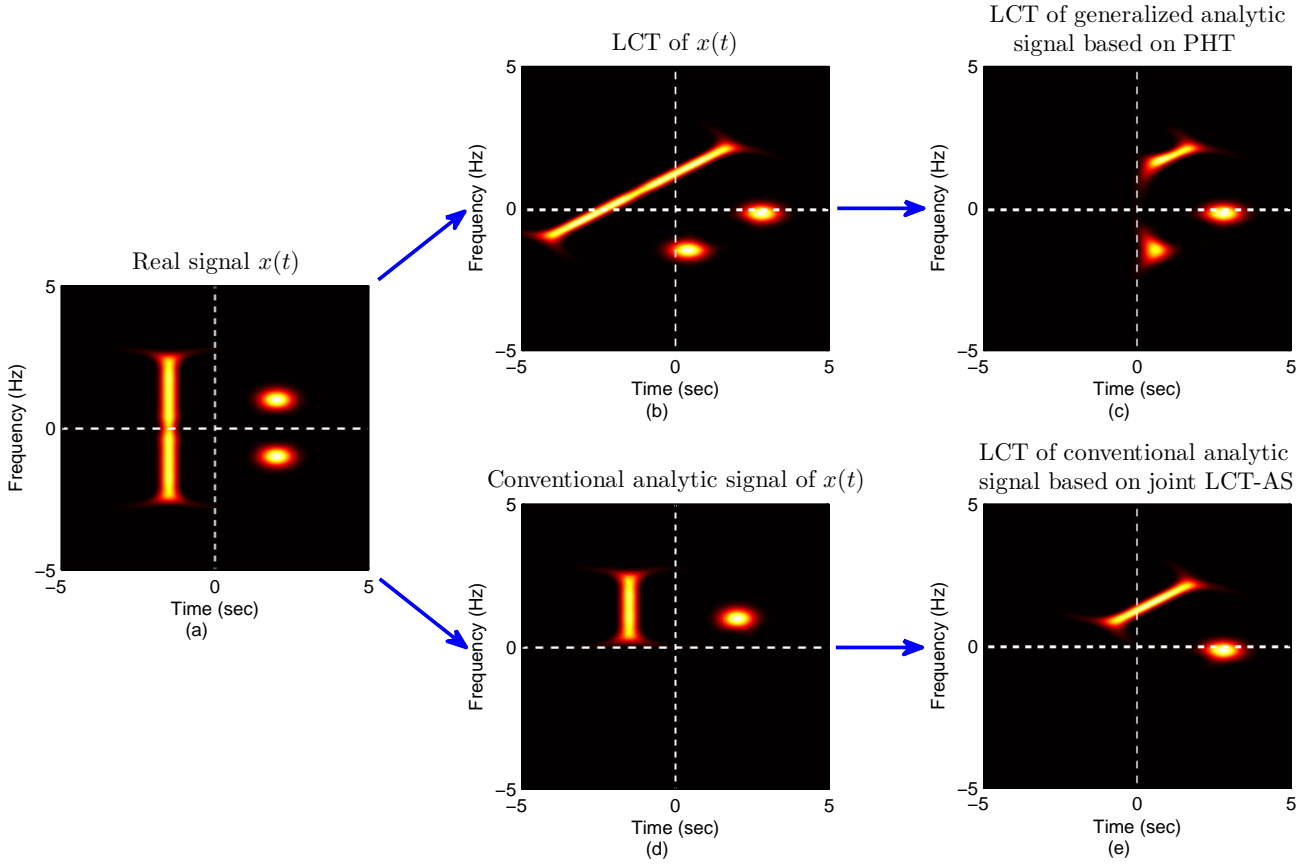 Real signal x(t)
5
0
−5
−5
0
5
Frequency (Hz)
Time (sec)
(a)
LCT of x(t)
5
0
−5
−5
0
5
Frequency (Hz)
Time (sec)
(b)
LCT of generalized analytic
signal based on PHT
5
0
−5
−5
0
5
Frequency (Hz)
Time (sec)
(c)
Conventional analytic signal of x(t)
5
0
−5
−5
0
5
Frequency (Hz)
Time (sec)
(d)
LCT of conventional analytic
signal based on joint LCT-AS
5
0
−5
−5
0
5
Frequency (Hz)
Time (sec)
(e)